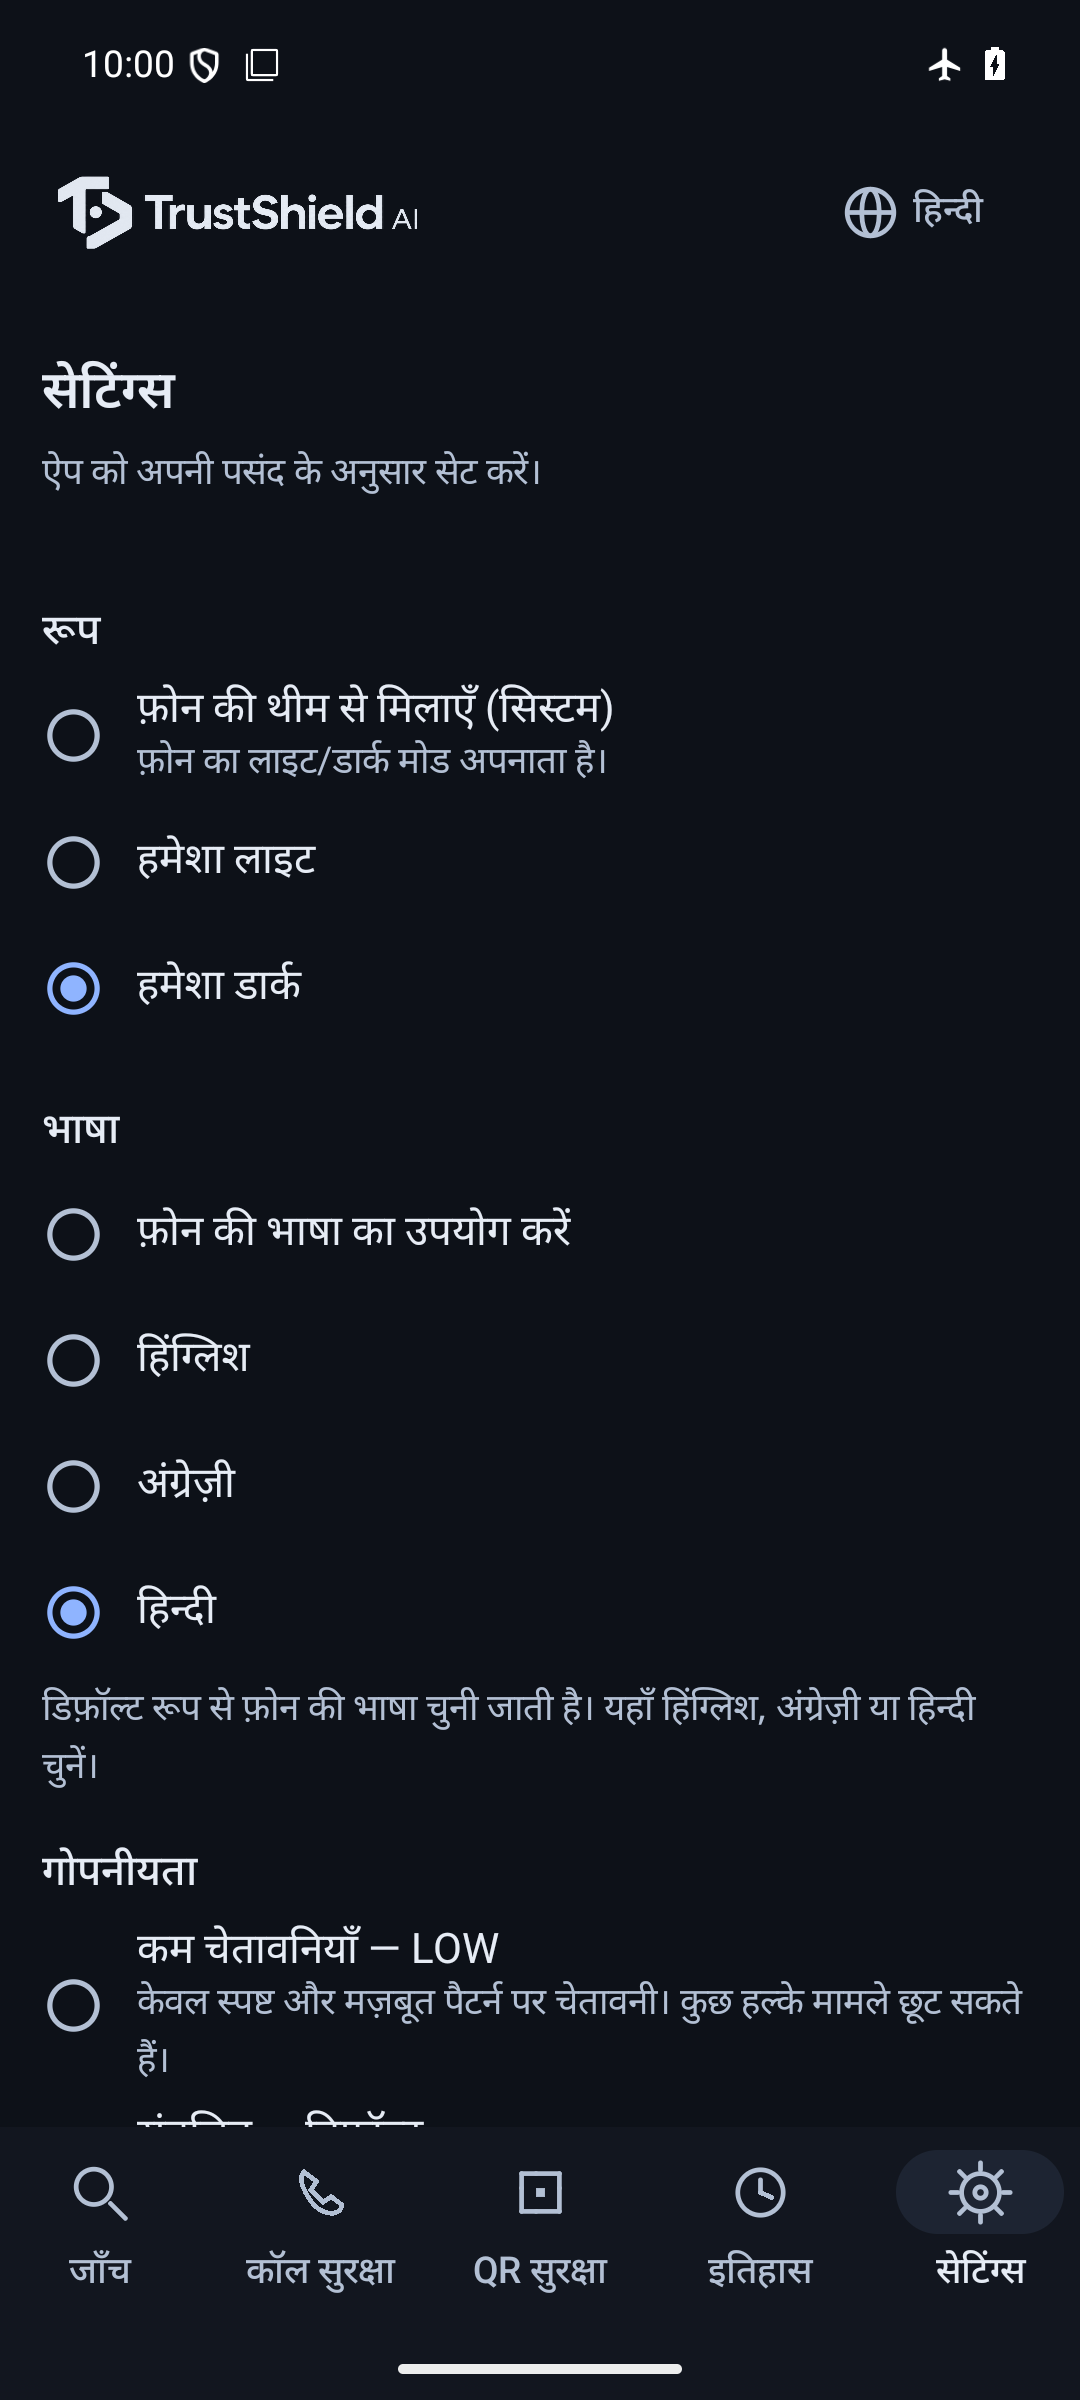 10:00
TrustShield AI
हिन्दी
सेटिंग्स
ऐप को अपनी पसंद के अनुसार सेट करें।
रूप
फ़ोन की थीम से मिलाएँ (सिस्टम)
फ़ोन का लाइट/डार्क मोड अपनाता है।
हमेशा लाइट
हमेशा डार्क
भाषा
फ़ोन की भाषा का उपयोग करें
हिंग्लिश
अंग्रेज़ी
हिन्दी
डिफ़ॉल्ट रूप से फ़ोन की भाषा चुनी जाती है। यहाँ हिंग्लिश, अंग्रेज़ी या हिन्दी
चुनें।
गोपनीयता
कम चेतावनियाँ – LOW
केवल स्पष्ट और मज़बूत पैटर्न पर चेतावनी। कुछ हल्के मामले छूट सकते
हैं।
जाँच
कॉल सुरक्षा
QR सुरक्षा
इतिहास
सेटिंग्स